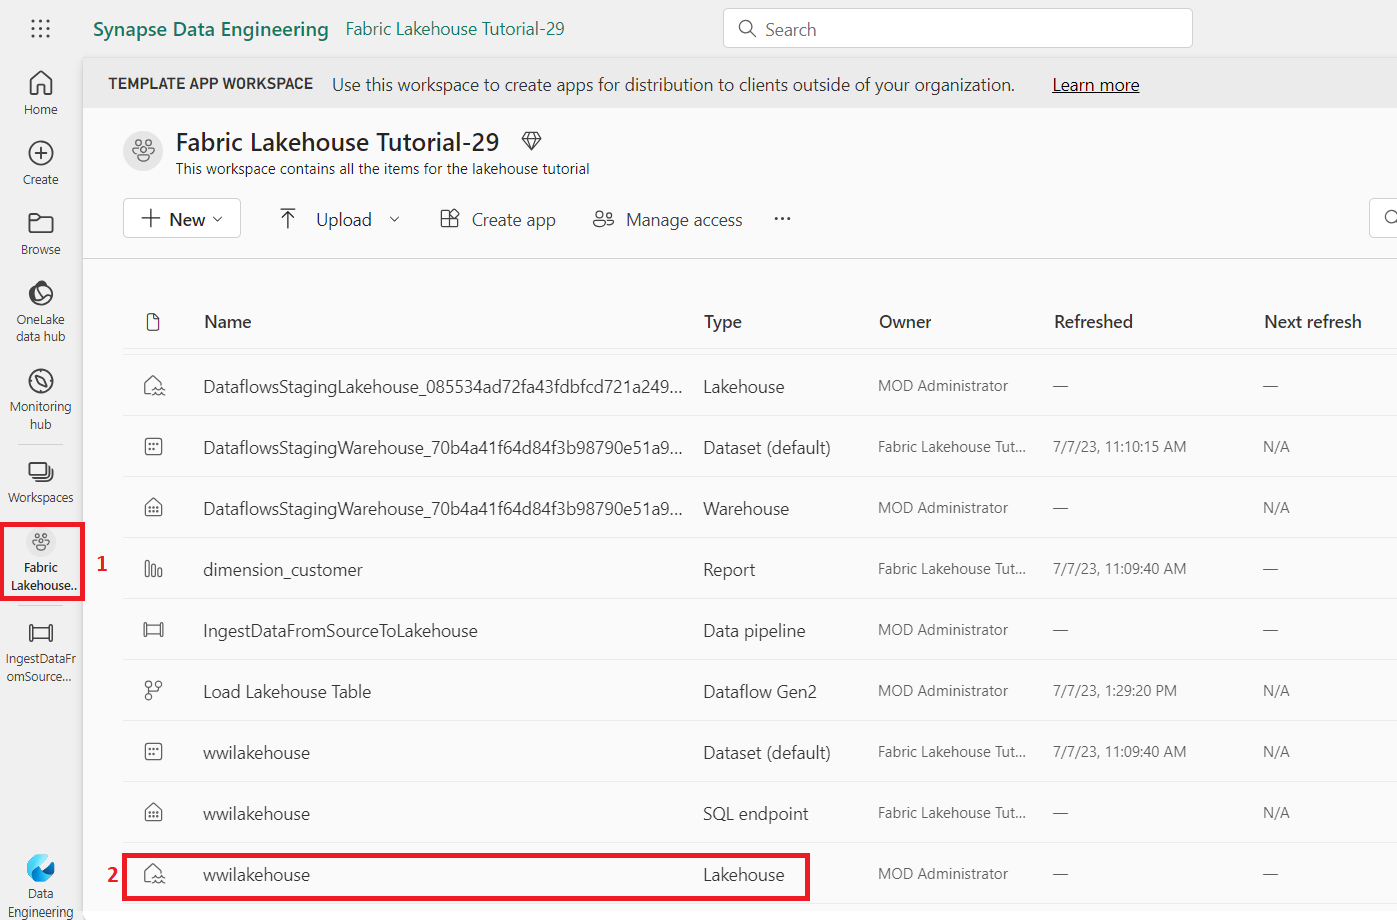 Synapse Data Engineering Fabric Lakehouse Tutorial-29 Search
Home
Create
Browse
OneLake
data hub
Monitoring
hub
Workspaces
Fabric
Lakehouse..
1
IngestDataFr
omSource...
Data
Engineering
TEMPLATE APP WORKSPACE Use this workspace to create apps for distribution to clients outside of your organization. Learn more
Fabric Lakehouse Tutorial-29
This workspace contains all the items for the lakehouse tutorial
New Upload Create app Manage access ...
Name Type Owner Refreshed Next refresh
DataflowsStagingLakehouse_085534ad72fa43fdbfcd721a249... Lakehouse MOD Administrator — —
DataflowsStagingWarehouse_70b4a41f64d84f3b98790e51a9... Dataset (default) Fabric Lakehouse Tut... 7/7/23, 11:10:15 AM N/A
DataflowsStagingWarehouse_70b4a41f64d84f3b98790e51a9... Warehouse MOD Administrator — N/A
dimension_customer Report Fabric Lakehouse Tut... 7/7/23, 11:09:40 AM —
IngestDataFromSourceToLakehouse Data pipeline MOD Administrator — —
Load Lakehouse Table Dataflow Gen2 MOD Administrator 7/7/23, 1:29:20 PM N/A
wwilakehouse Dataset (default) Fabric Lakehouse Tut... 7/7/23, 11:09:40 AM N/A
wwilakehouse SQL endpoint Fabric Lakehouse Tut... — N/A
2 wwilakehouse Lakehouse MOD Administrator — —